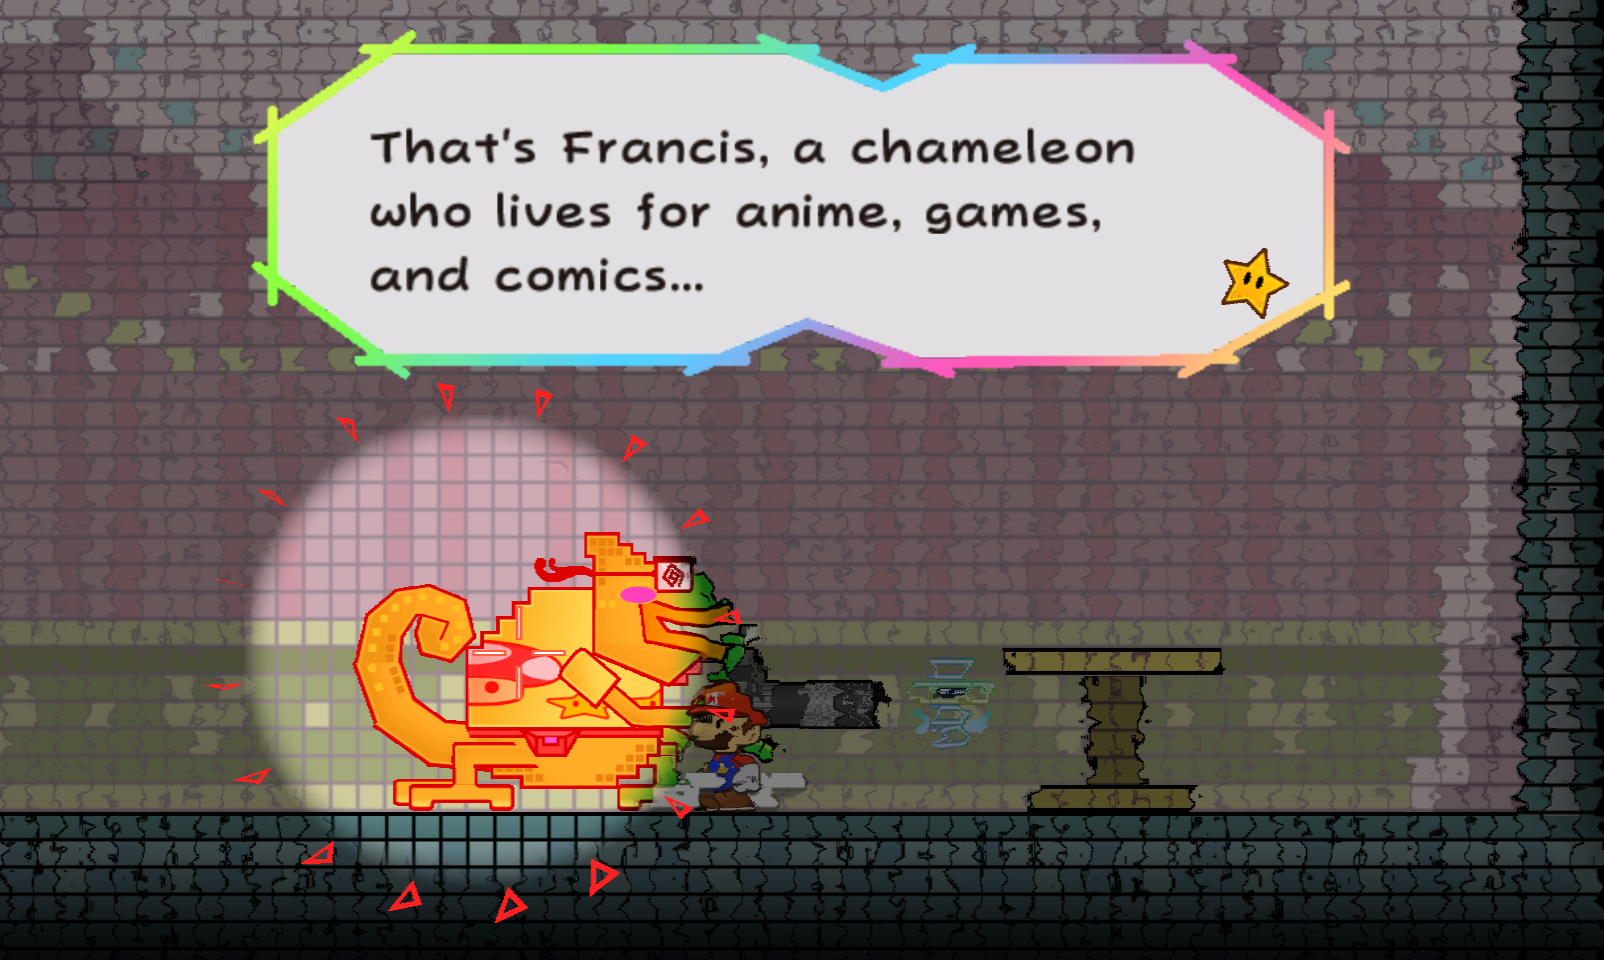 That's Francis, a chameleon
who lives for anime, games,
and comics...